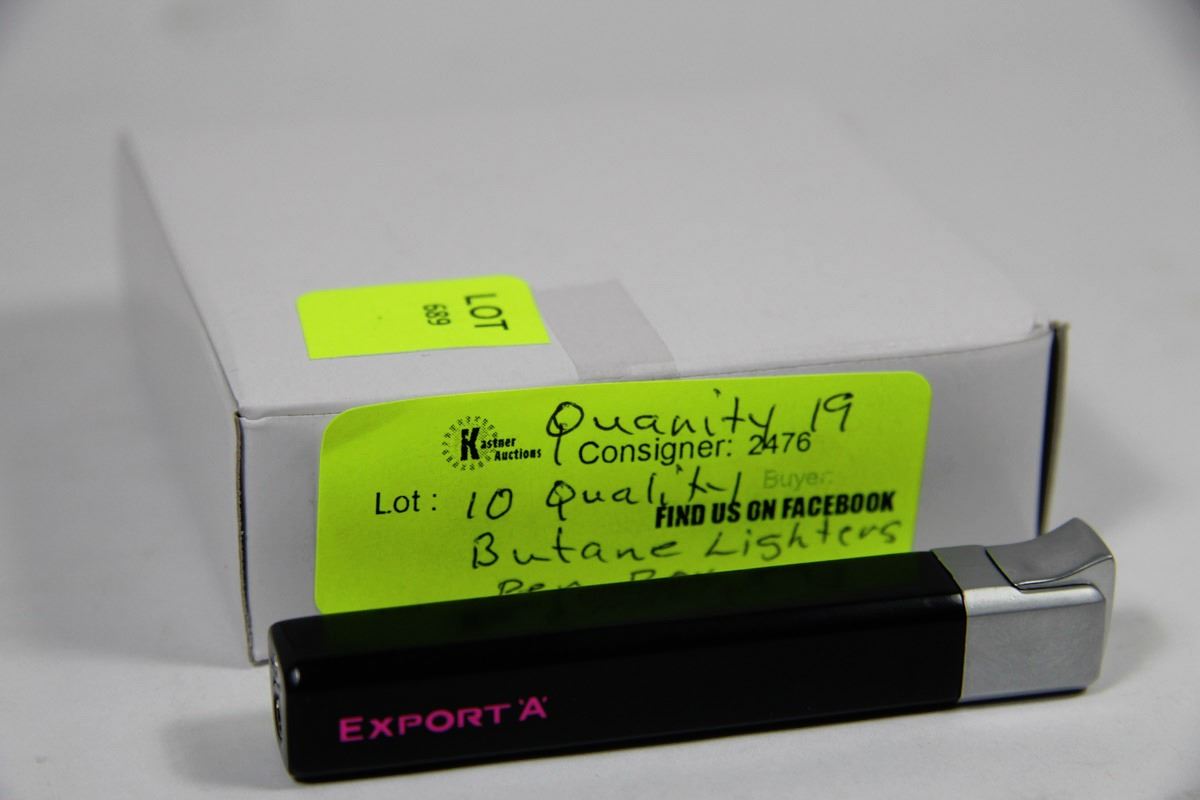 LOT
689
Quanity 19
Kastner Auctions
Consigner: 2476
Lot : 10 Quality
Buyer:
FIND US ON FACEBOOK
Butane Lighters
Per
EXPORT 'A'